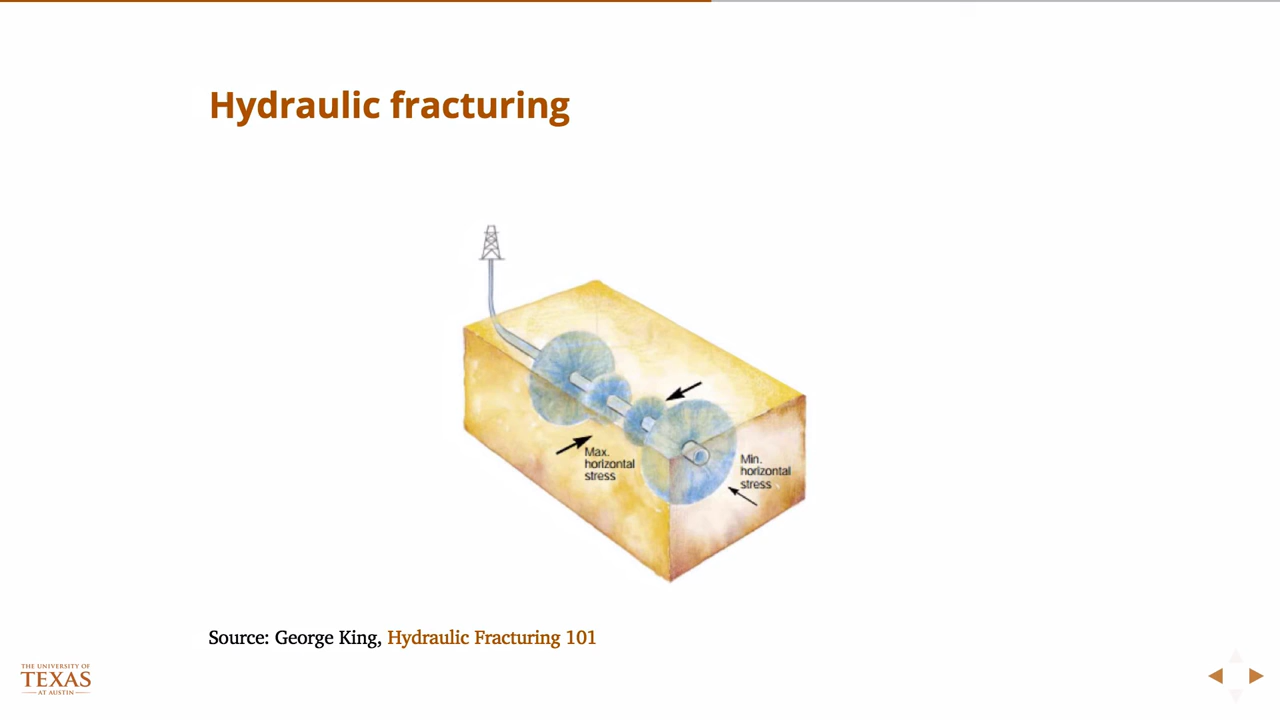 Hydraulic fracturing
Max.
horizontal
stress
Min.
horizontal
stress
Source: George King, Hydraulic Fracturing 101
THE UNIVERSITY OF
TEXAS
AT AUSTIN